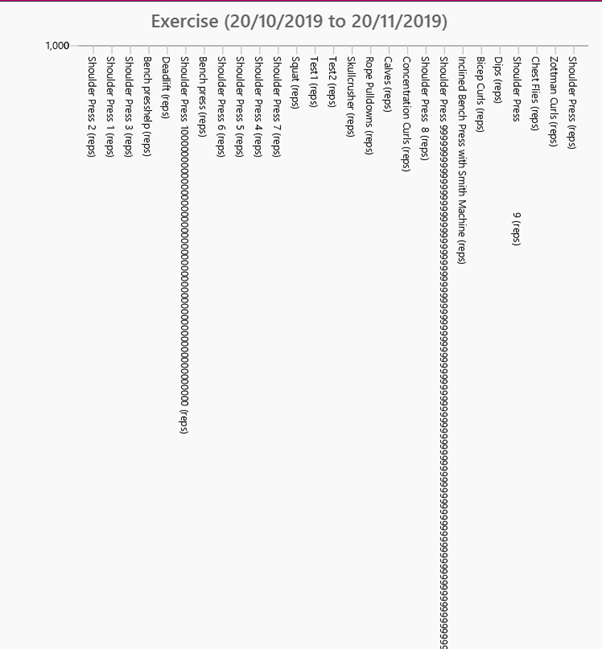 Exercise (20/10/2019 to 20/11/2019)
1,000
Shoulder Press 2 (reps)
Shoulder Press 1 (reps)
Shoulder Press 3 (reps)
Bench presshelp (reps)
Deadlift (reps)
Shoulder Press (reps)
Bench press (reps)
Shoulder Press 6 (reps)
Shoulder Press 5 (reps)
Shoulder Press 4 (reps)
Shoulder Press 7 (reps)
Squat (reps)
Test1 (reps)
Test2 (reps)
Skullcrusher (reps)
Rope Pulldowns (reps)
Calves (reps)
Concentration Curls (reps)
Shoulder Press 8 (reps)
Shoulder Press
Inclined Bench Press with Smith Machine (reps)
Bicep Curls (reps)
Dips (reps)
Shoulder Press 9 (reps)
Chest Flies (reps)
Zottman Curls (reps)
Shoulder Press (reps)